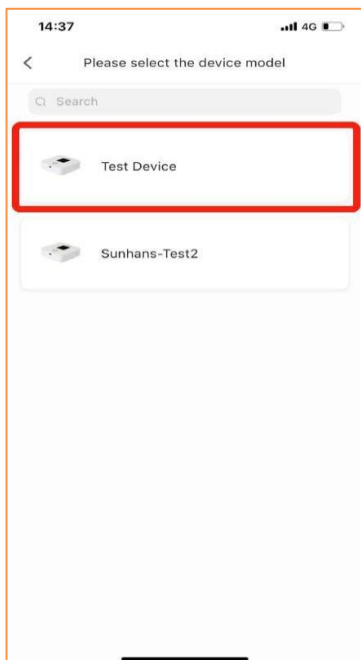 14:37 4G
Please select the device model
Search
Test Device
Sunhans-Test2